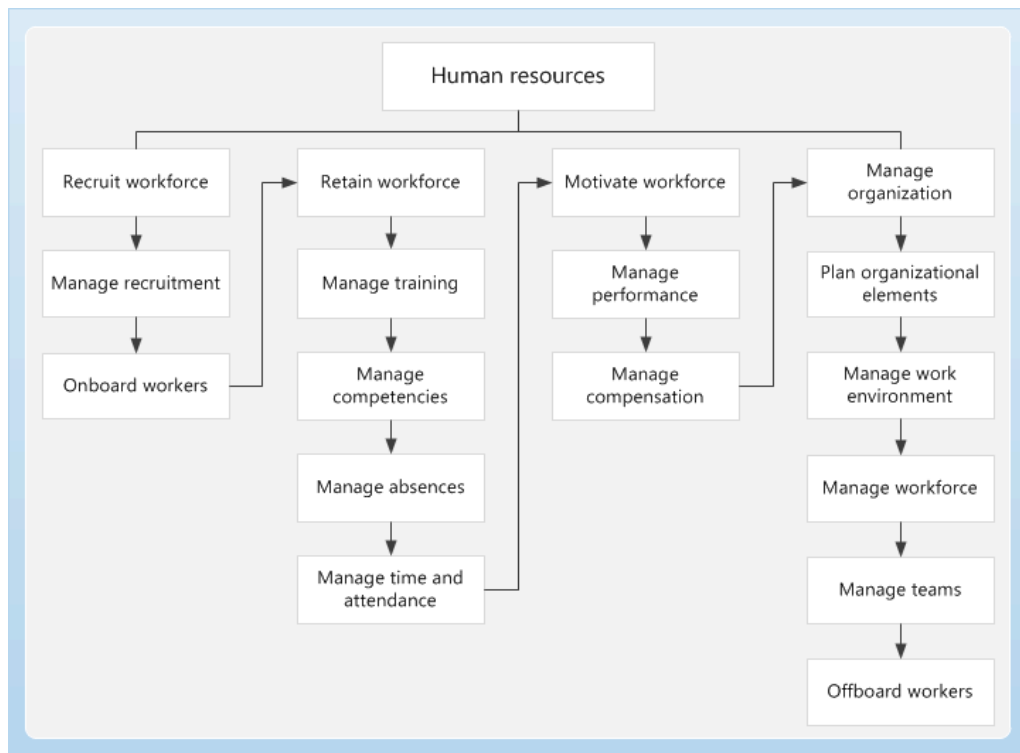 Human resources
Recruit workforce
Manage recruitment
Onboard workers
Retain workforce
Manage training
Manage
competencies
Manage absences
Manage time and
attendance
Motivate workforce
Manage
performance
Manage
compensation
Manage
organization
Plan organizational
elements
Manage work
environment
Manage workforce
Manage teams
Offboard workers